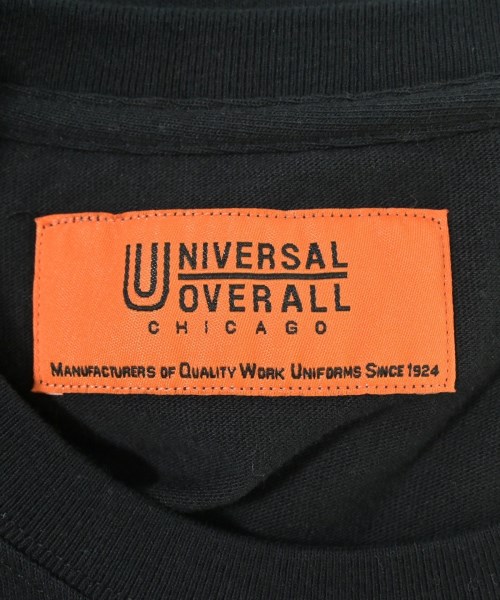 UNIVERSAL
OVERALL
CHICAGO
MANUFACTURERS OF QUALITY WORK UNIFORMS SINCE 1924